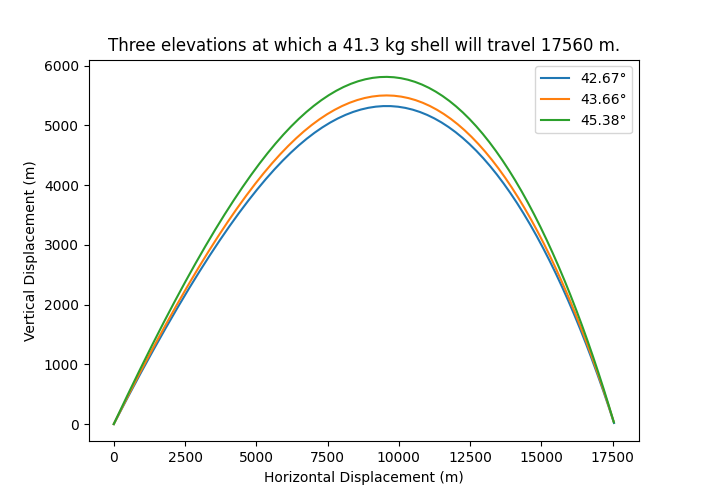 Three elevations at which a 41.3 kg shell will travel 17560 m.
42.67°
43.66°
45.38°
6000
5000
4000
3000
2000
1000
0
Vertical Displacement (m)
0 2500 5000 7500 10000 12500 15000 17500
Horizontal Displacement (m)